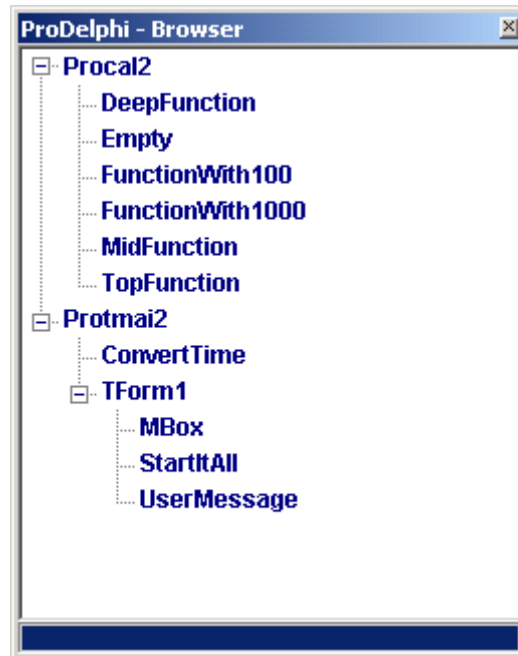 ProDelphi - Browser
Procal2
DeepFunction
Empty
FunctionWith100
FunctionWith1000
MidFunction
TopFunction
Protmai2
ConvertTime
TForm1
MBox
StartItAll
UserMessage